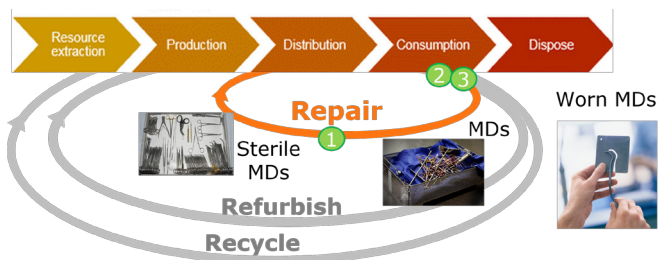 Resource
extraction
Production
Distribution
Consumption
Dispose
2
3
Repair
1
Sterile
MDs
MDs
Worn MDs
Refurbish
Recycle